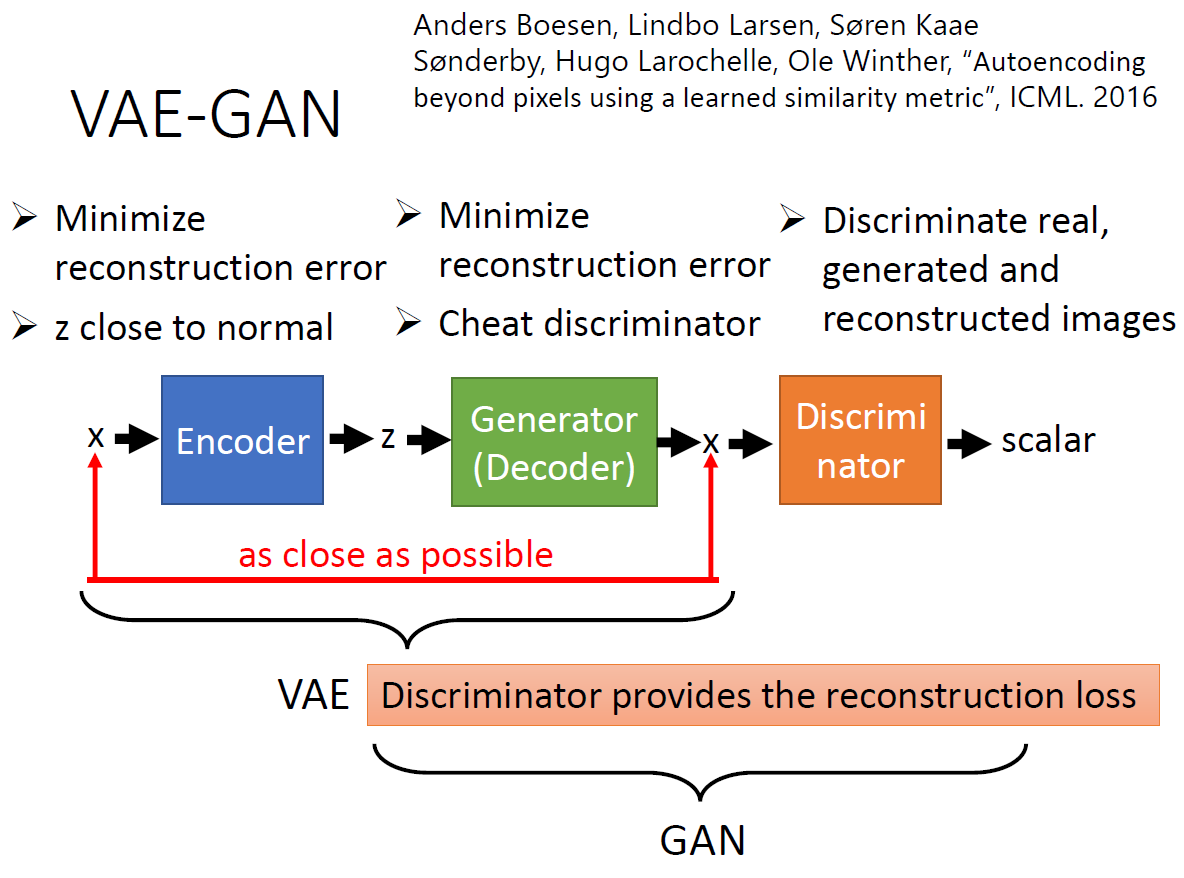 Anders Boesen, Lindbo Larsen, Søren Kaae
Sønderby, Hugo Larochelle, Ole Winther, “Autoencoding
beyond pixels using a learned similarity metric”, ICML. 2016
VAE-GAN
➢ Minimize
reconstruction error
➢ z close to normal
➢ Minimize
reconstruction error
➢ Cheat discriminator
➢ Discriminate real,
generated and
reconstructed images
x
Encoder
z
Generator
(Decoder)
x
Discrimi
nator
scalar
as close as possible
VAE
Discriminator provides the reconstruction loss
GAN